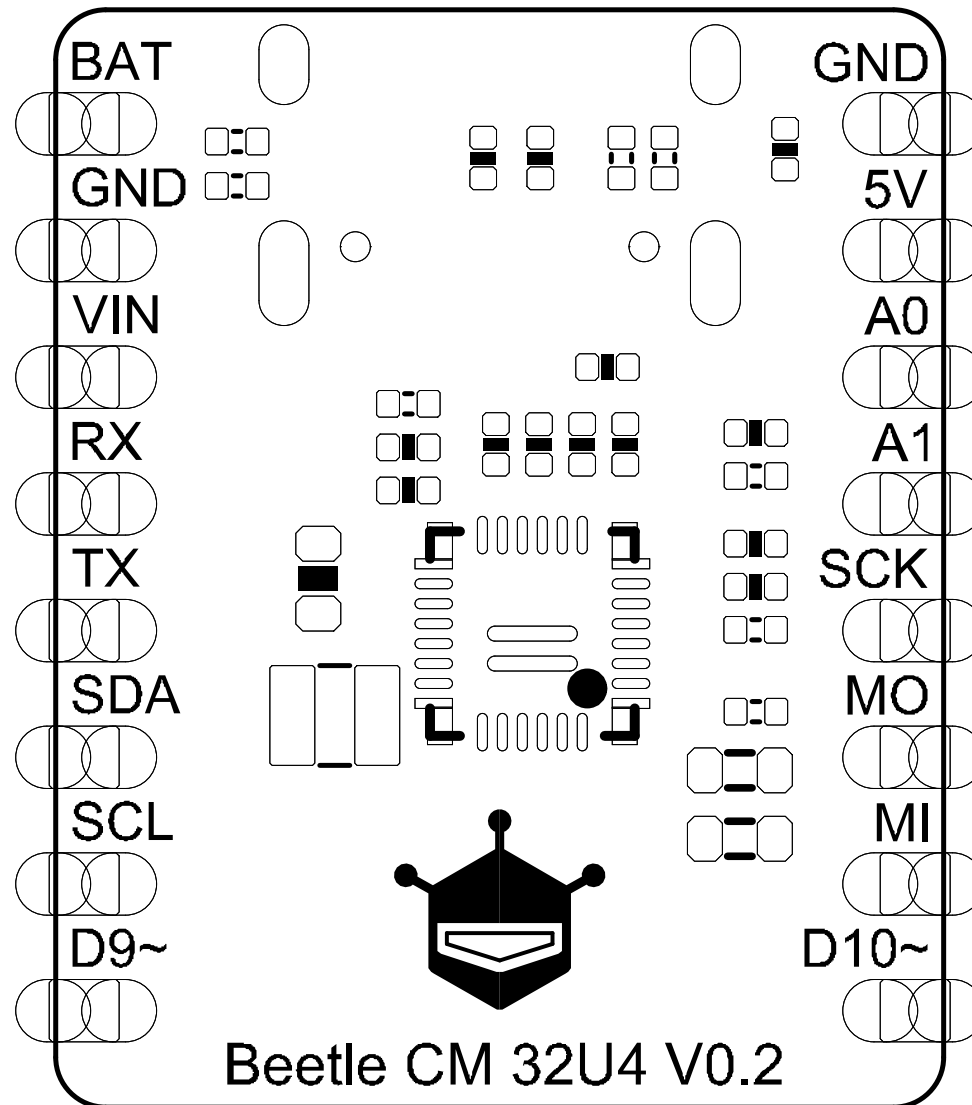 BAT GND
GND 5V
VIN A0
RX A1
TX SCK
SDA MO
SCL MI
D9~ D10~
Beetle CM 32U4 V0.2